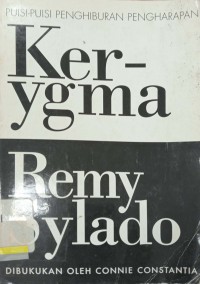 PUISI-PUISI PENGHIBURAN PENGHARAPAN
Ker-
ygma
Remy
Sylado
DIBUKUKAN OLEH CONNIE CONSTANTIA